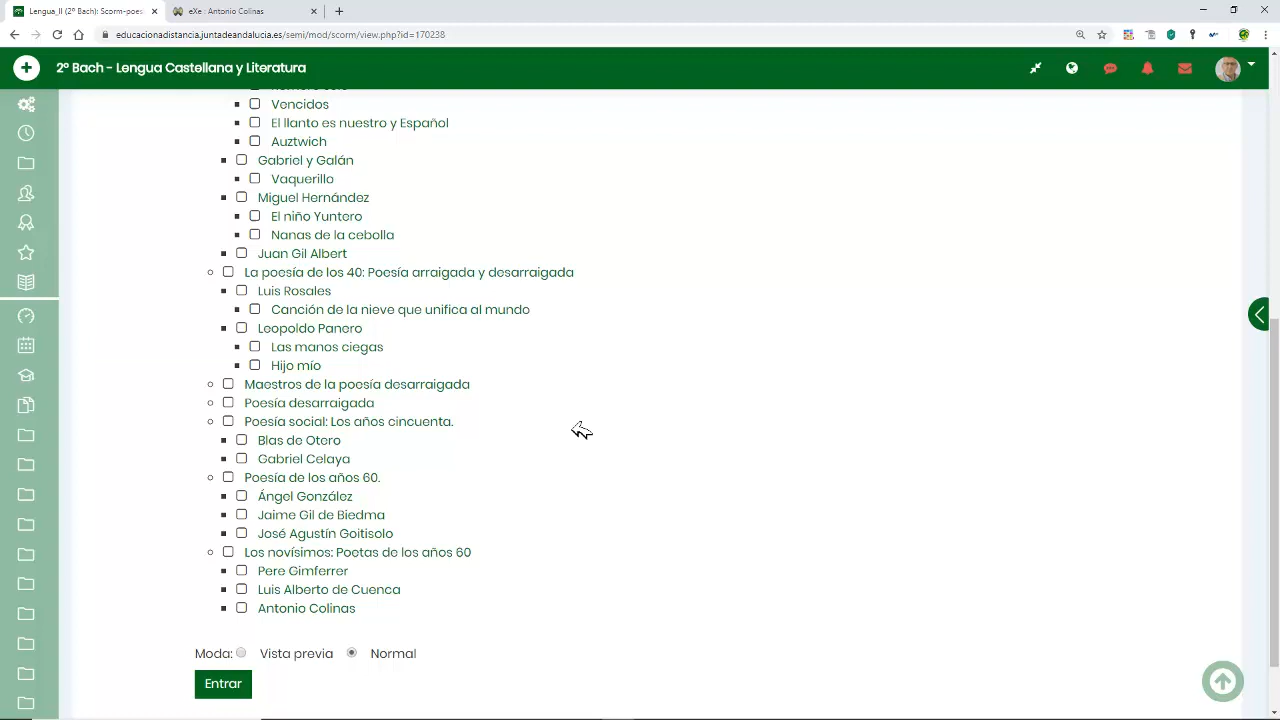 Lengua_II (2º Bach): Scorm-poes
eXe : Antonio Colinas
educacionadistancia.juntadeandalucia.es/semi/mod/scorm/view.php?id=170238
2º Bach - Lengua Castellana y Literatura
Vencidos
El llanto es nuestro y Español
Auztwich
Gabriel y Galán
Vaquerillo
Miguel Hernández
El niño Yuntero
Nanas de la cebolla
Juan Gil Albert
La poesía de los 40: Poesía arraigada y desarraigada
Luis Rosales
Canción de la nieve que unifica al mundo
Leopoldo Panero
Las manos ciegas
Hijo mío
Maestros de la poesía desarraigada
Poesía desarraigada
Poesía social: Los años cincuenta.
Blas de Otero
Gabriel Celaya
Poesía de los años 60.
Ángel González
Jaime Gil de Biedma
José Agustín Goitisolo
Los novísimos: Poetas de los años 60
Pere Gimferrer
Luis Alberto de Cuenca
Antonio Colinas
Moda: Vista previa Normal
Entrar